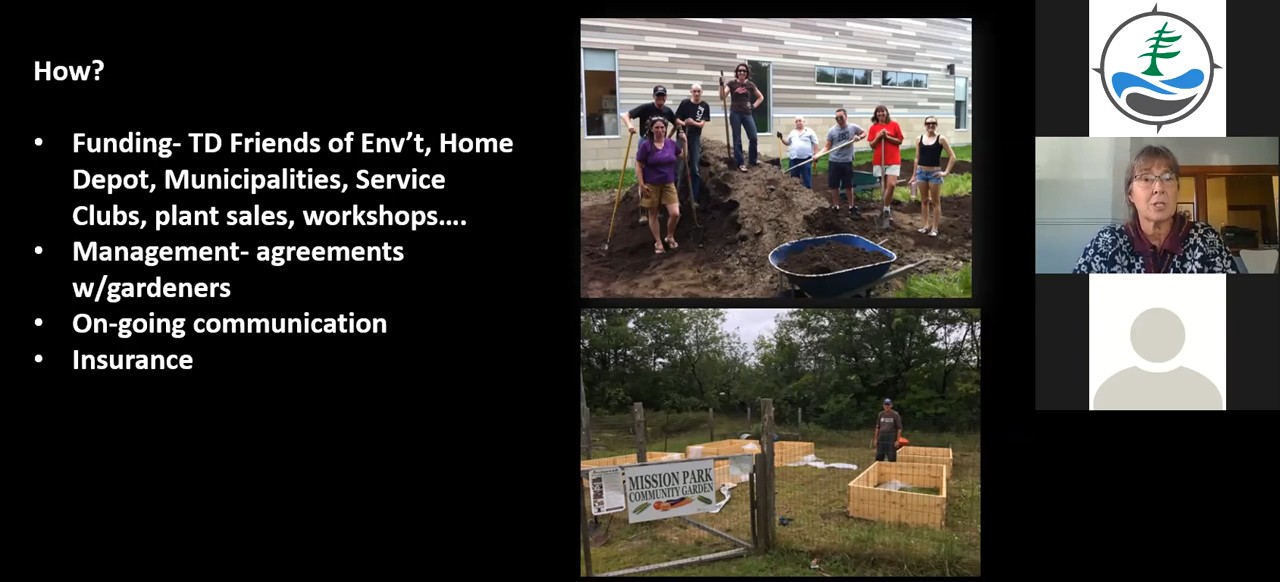 How?
• Funding- TD Friends of Env’t, Home
Depot, Municipalities, Service
Clubs, plant sales, workshops….
• Management- agreements
w/gardeners
• On-going communication
• Insurance
MISSION PARK
COMMUNITY GARDEN